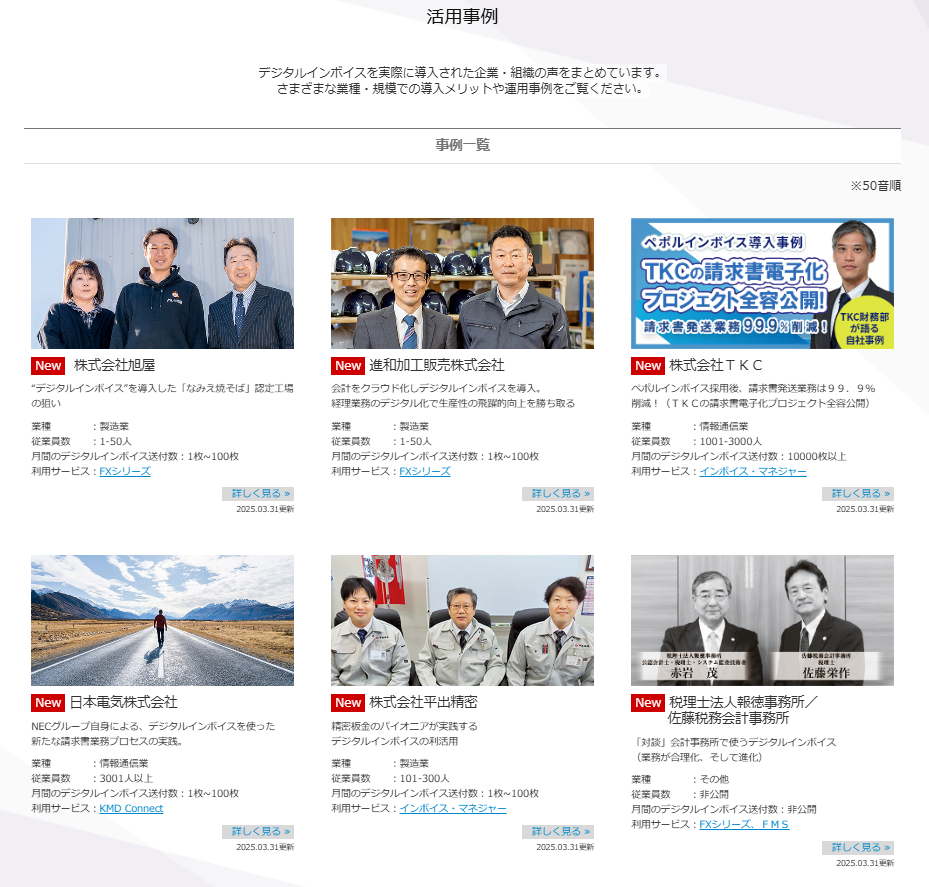 活用事例
デジタルインボイスを実際に導入された企業・組織の声をまとめています。
さまざまな業種・規模での導入メリットや運用事例をご覧ください。
事例一覧
※50音順
New 株式会社旭屋
“デジタルインボイス”を導入した「なみえ焼そば」認定工場
の狙い
業種 ：製造業
従業員数 ：1-50人
月間のデジタルインボイス送付数：1枚~100枚
利用サービス：FXシリーズ
詳しく見る »
2025.03.31更新
New 進和加工販売株式会社
会計をクラウド化しデジタルインボイスを導入。
経理業務のデジタル化で生産性の飛躍的向上を勝ち取る
業種 ：製造業
従業員数 ：1-50人
月間のデジタルインボイス送付数：1枚~100枚
利用サービス：FXシリーズ
詳しく見る »
2025.03.31更新
ペポルインボイス導入事例
TKCの請求書電子化
プロジェクト全容公開!
請求書発送業務99.9%削減!
TKC財務部
が語る
自社事例
New 株式会社ＴＫＣ
ペポルインボイス採用後、請求書発送業務は９９．９％
削減！（ＴＫＣの請求書電子化プロジェクト全容公開）
業種 ：情報通信業
従業員数 ：1001-3000人
月間のデジタルインボイス送付数：10000枚以上
利用サービス：インボイス・マネジャー
詳しく見る »
2025.03.31更新
New 日本電気株式会社
NECグループ自身による、デジタルインボイスを使った
新たな請求書業務プロセスの実践。
業種 ：情報通信業
従業員数 ：3001人以上
月間のデジタルインボイス送付数：1枚~100枚
利用サービス：KMD Connect
詳しく見る »
2025.03.31更新
New 株式会社平出精密
精密板金のパイオニアが実践する
デジタルインボイスの利活用
業種 ：製造業
従業員数 ：101-300人
月間のデジタルインボイス送付数：1枚~100枚
利用サービス：インボイス・マネジャー
詳しく見る »
2025.03.31更新
税理士法人報徳事務所
公認会計士・税理士・システム監査技術者
赤岩 茂
佐藤税務会計事務所
税理士
佐藤栄作
New 税理士法人報徳事務所／
佐藤税務会計事務所
「対談」会計事務所で使うデジタルインボイス
（業務が合理化、そして進化）
業種 ：その他
従業員数 ：非公開
月間のデジタルインボイス送付数：非公開
利用サービス：FXシリーズ、ＦＭＳ
詳しく見る »
2025.03.31更新